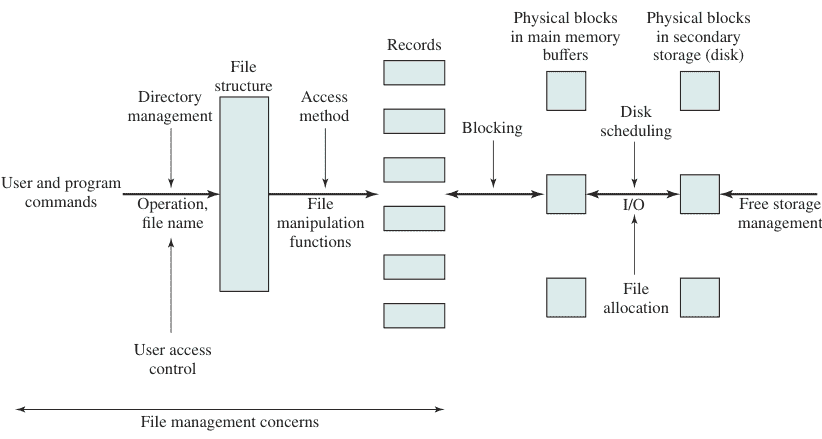 Physical blocks
in main memory
buffers
Physical blocks
in secondary
storage (disk)
Records
File
structure
Directory
management
Access
method
Blocking
Disk
scheduling
User and program
commands
Operation,
file name
File
manipulation
functions
I/O
Free storage
management
File
allocation
User access
control
File management concerns